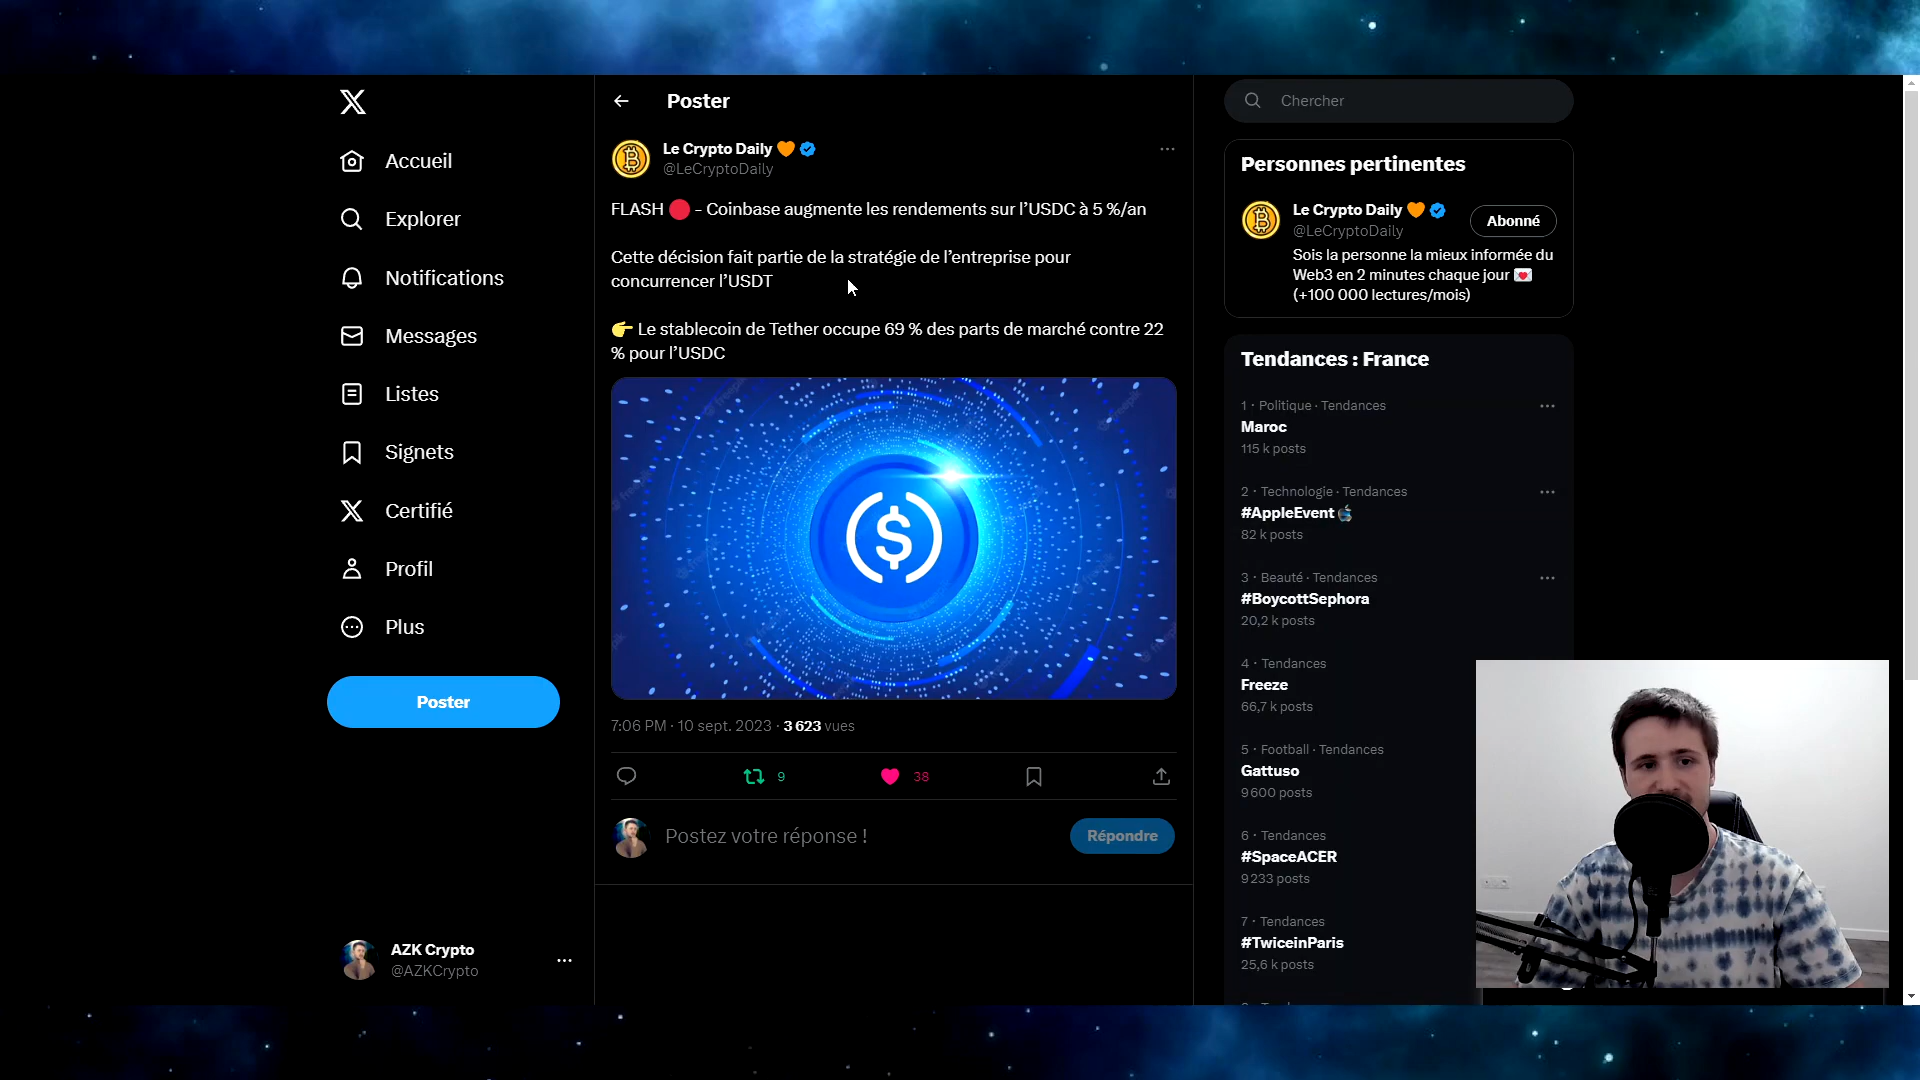 Accueil
Explorer
Notifications
Messages
Listes
Signets
Certifié
Profil
Plus
Poster
AZK Crypto
@AZKCrypto
Poster
Le Crypto Daily 🧡
@LeCryptoDaily
FLASH 🔴 - Coinbase augmente les rendements sur l’USDC à 5 %/an
Cette décision fait partie de la stratégie de l’entreprise pour
concurrencer l’USDT
👉 Le stablecoin de Tether occupe 69 % des parts de marché contre 22
% pour l’USDC
7:06 PM · 10 sept. 2023 · 3 623 vues
9
38
Postez votre réponse !
Répondre
Chercher
Personnes pertinentes
Le Crypto Daily 🧡
@LeCryptoDaily
Abonné
Sois la personne la mieux informée du
Web3 en 2 minutes chaque jour 💌
(+100 000 lectures/mois)
Tendances : France
1 · Politique · Tendances
Maroc
115 k posts
2 · Technologie · Tendances
#AppleEvent
82 k posts
3 · Beauté · Tendances
#BoycottSephora
20,2 k posts
4 · Tendances
Freeze
66,7 k posts
5 · Football · Tendances
Gattuso
9 600 posts
6 · Tendances
#SpaceACER
9 233 posts
7 · Tendances
#TwiceinParis
25,6 k posts